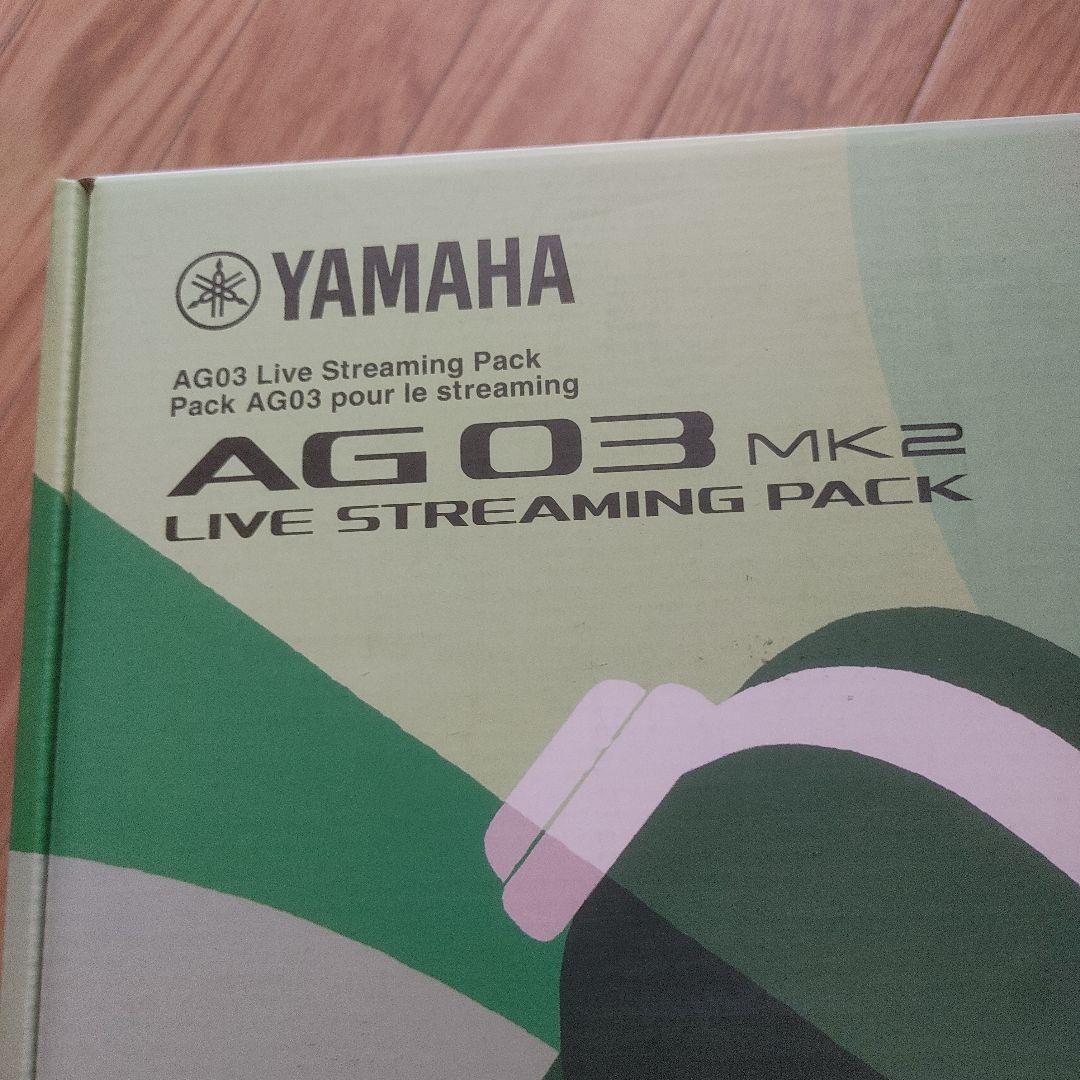 YAMAHA
AG03 Live Streaming Pack
Pack AG03 pour le streaming
AG03 MK2
LIVE STREAMING PACK